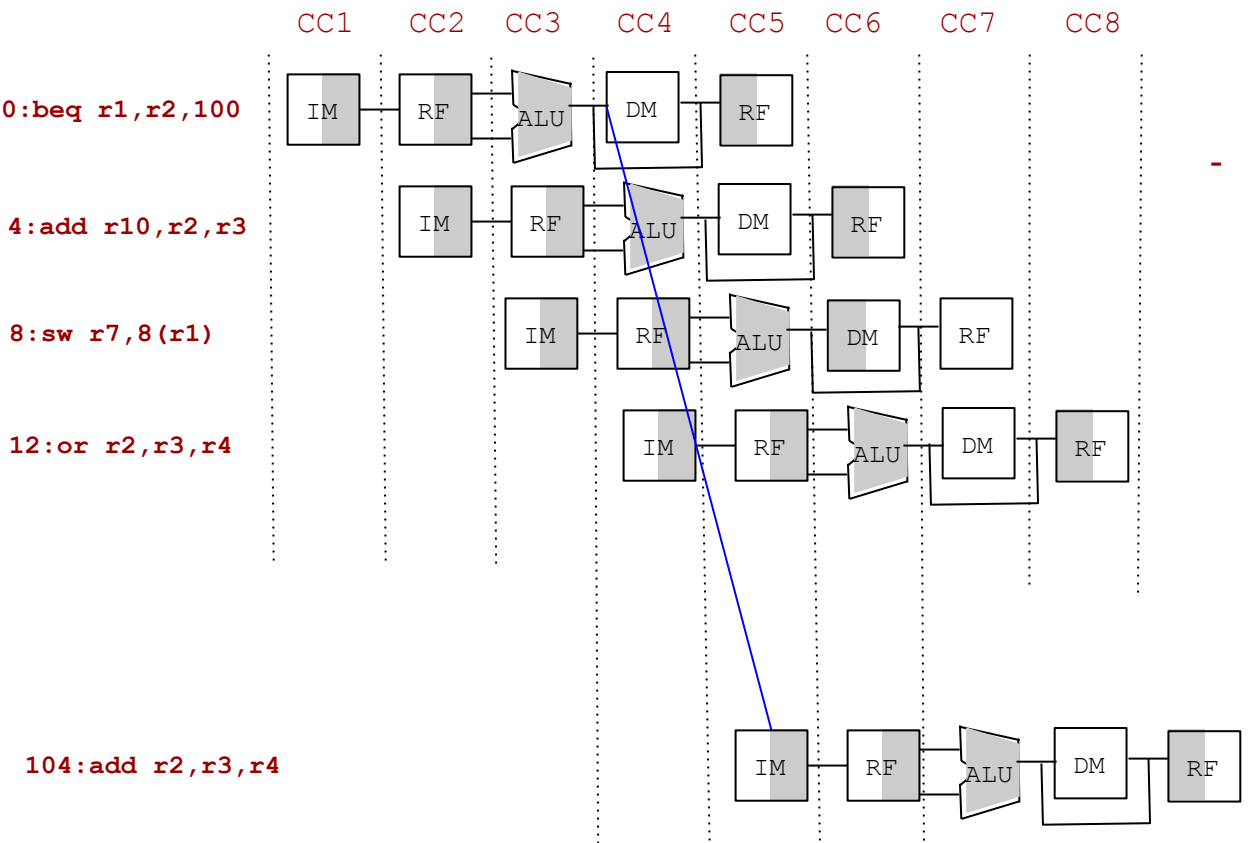 CC1 CC2 CC3 CC4 CC5 CC6 CC7 CC8
0:beq r1,r2,100 IM RF ALU DM RF
-
4:add r10,r2,r3 IM RF ALU DM RF
8:sw r7,8(r1) IM RF ALU DM RF
12:or r2,r3,r4 IM RF ALU DM RF
104:add r2,r3,r4 IM RF ALU DM RF